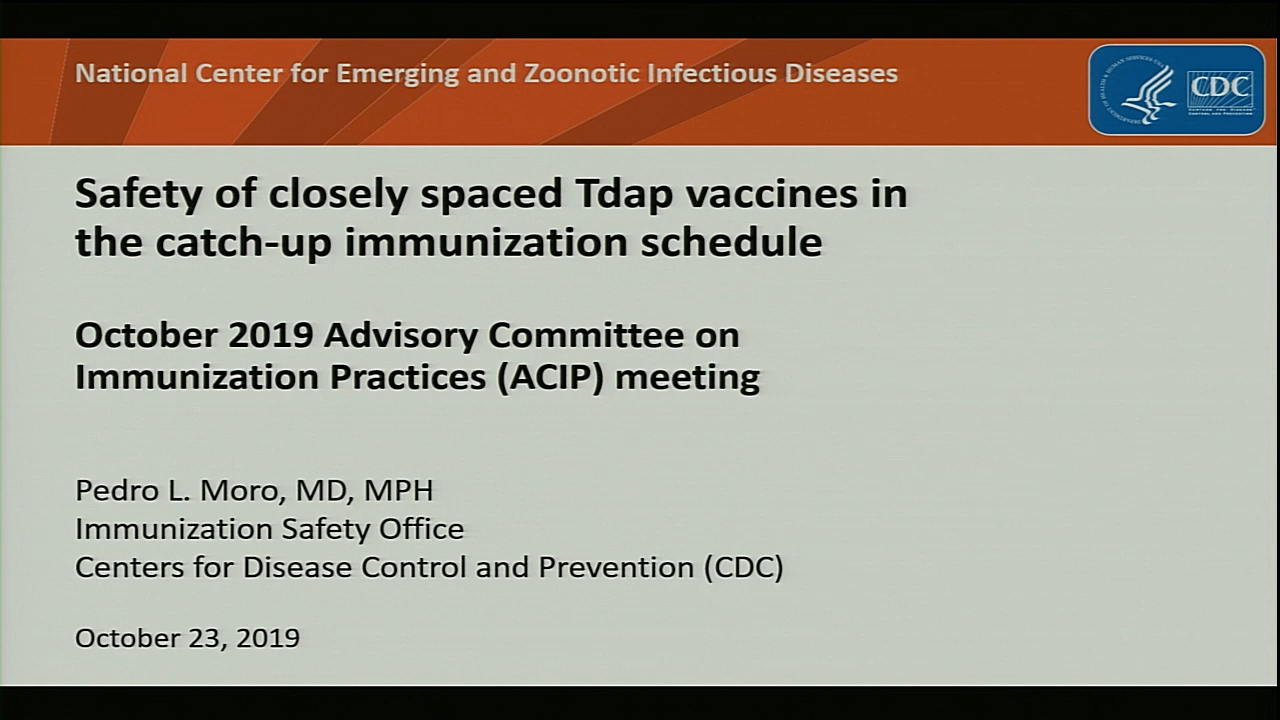 National Center for Emerging and Zoonotic Infectious Diseases
CDC
Safety of closely spaced Tdap vaccines in
the catch-up immunization schedule
October 2019 Advisory Committee on
Immunization Practices (ACIP) meeting
Pedro L. Moro, MD, MPH
Immunization Safety Office
Centers for Disease Control and Prevention (CDC)
October 23, 2019